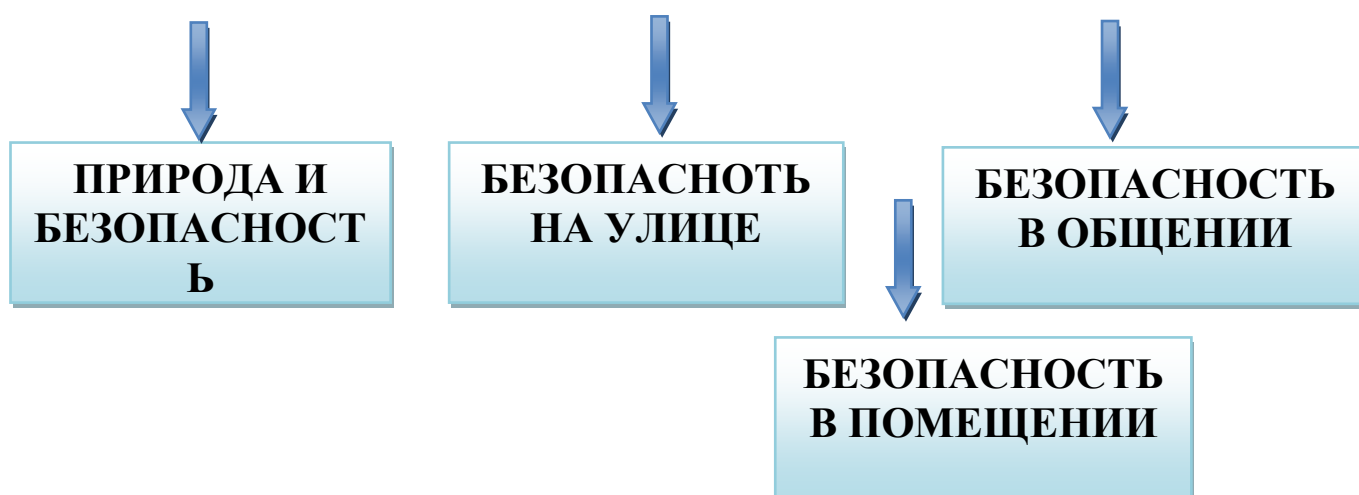 ПРИРОДА И
БЕЗОПАСНОСТ
Ь
БЕЗОПАСНОТЬ
НА УЛИЦЕ
БЕЗОПАСНОСТЬ
В ОБЩЕНИИ
БЕЗОПАСНОСТЬ
В ПОМЕЩЕНИИ